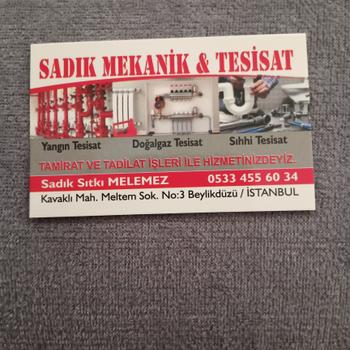 SADIK MEKANİK & TESİSAT
Yangın Tesisat Doğalgaz Tesisat Sıhhi Tesisat
TAMİRAT VE TADİLAT İŞLERİ İLE HİZMETİNİZDEYİZ.
Sadık Sıtkı MELEMEZ 0533 455 60 34
Kavaklı Mah. Meltem Sok. No:3 Beylikdüzü / İSTANBUL